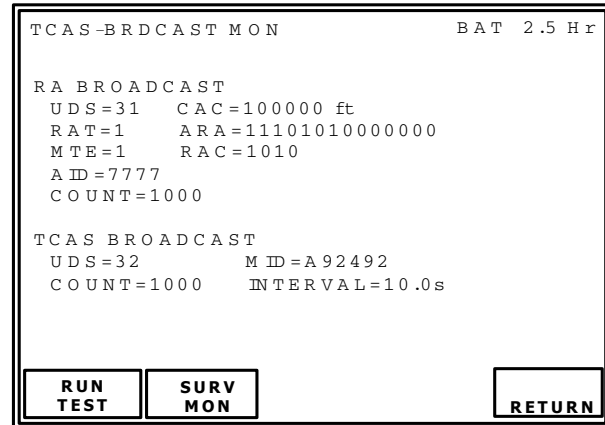 TCAS-BRDCAST MON BAT 2.5 Hr
RA BROADCAST
UDS=31 CAC=100000 ft
RAT=1 ARA=11101010000000
MTE=1 RAC=1010
AID=7777
COUNT=1000
TCAS BROADCAST
UDS=32 MID=A92492
COUNT=1000 INTERVAL=10.0s
RUN TEST
SURV MON
RETURN